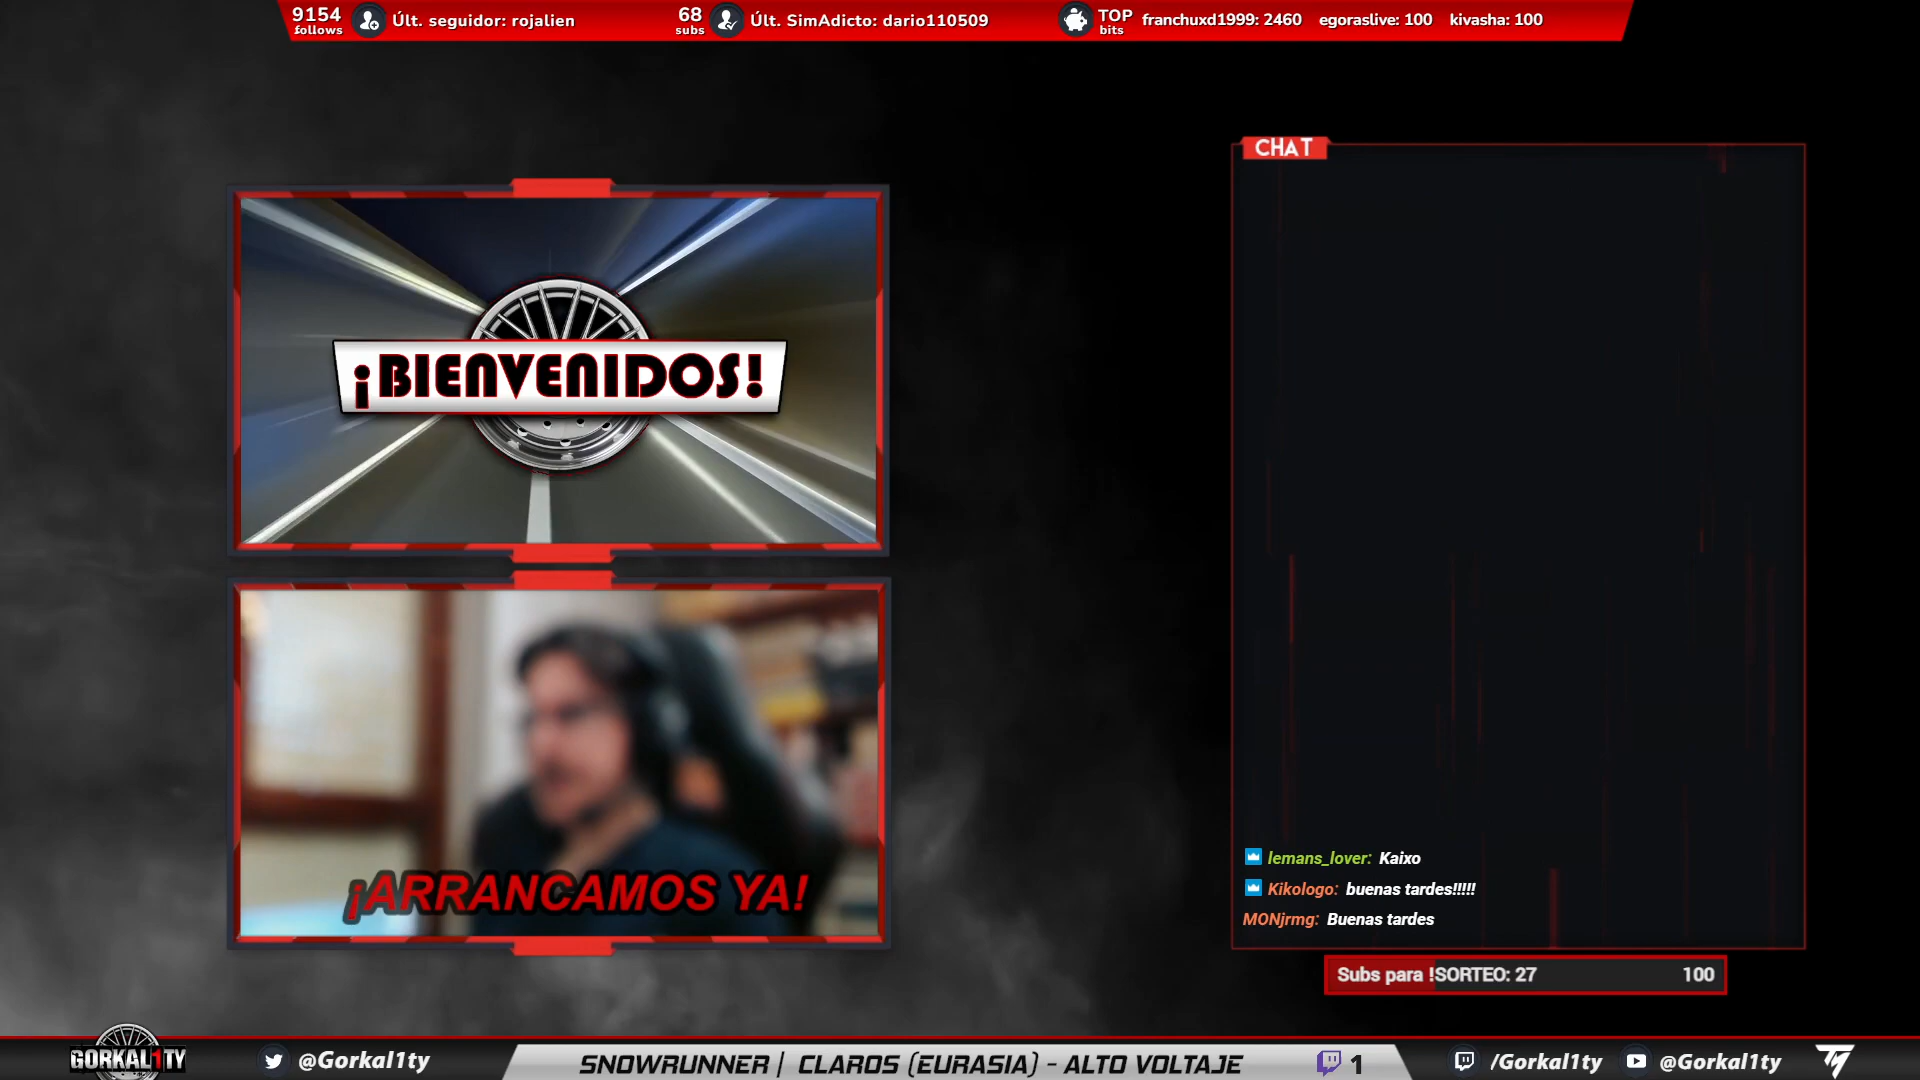 9154 follows Últ. seguidor: rojalien 68 subs Últ. SimAdicto: dario110509 TOP bits franchuxd1999: 2460 egoraslive: 100 kivasha: 100
CHAT
¡BIENVENIDOS!
¡ARRANCAMOS YA!
lemans_lover: Kaixo
Kikologo: buenas tardes!!!!!
MONjrmg: Buenas tardes
Subs para !SORTEO: 27 100
GORKAL1TY @Gorkal1ty SNOWRUNNER | CLAROS (EURASIA) - ALTO VOLTAJE 1 /Gorkal1ty @Gorkal1ty